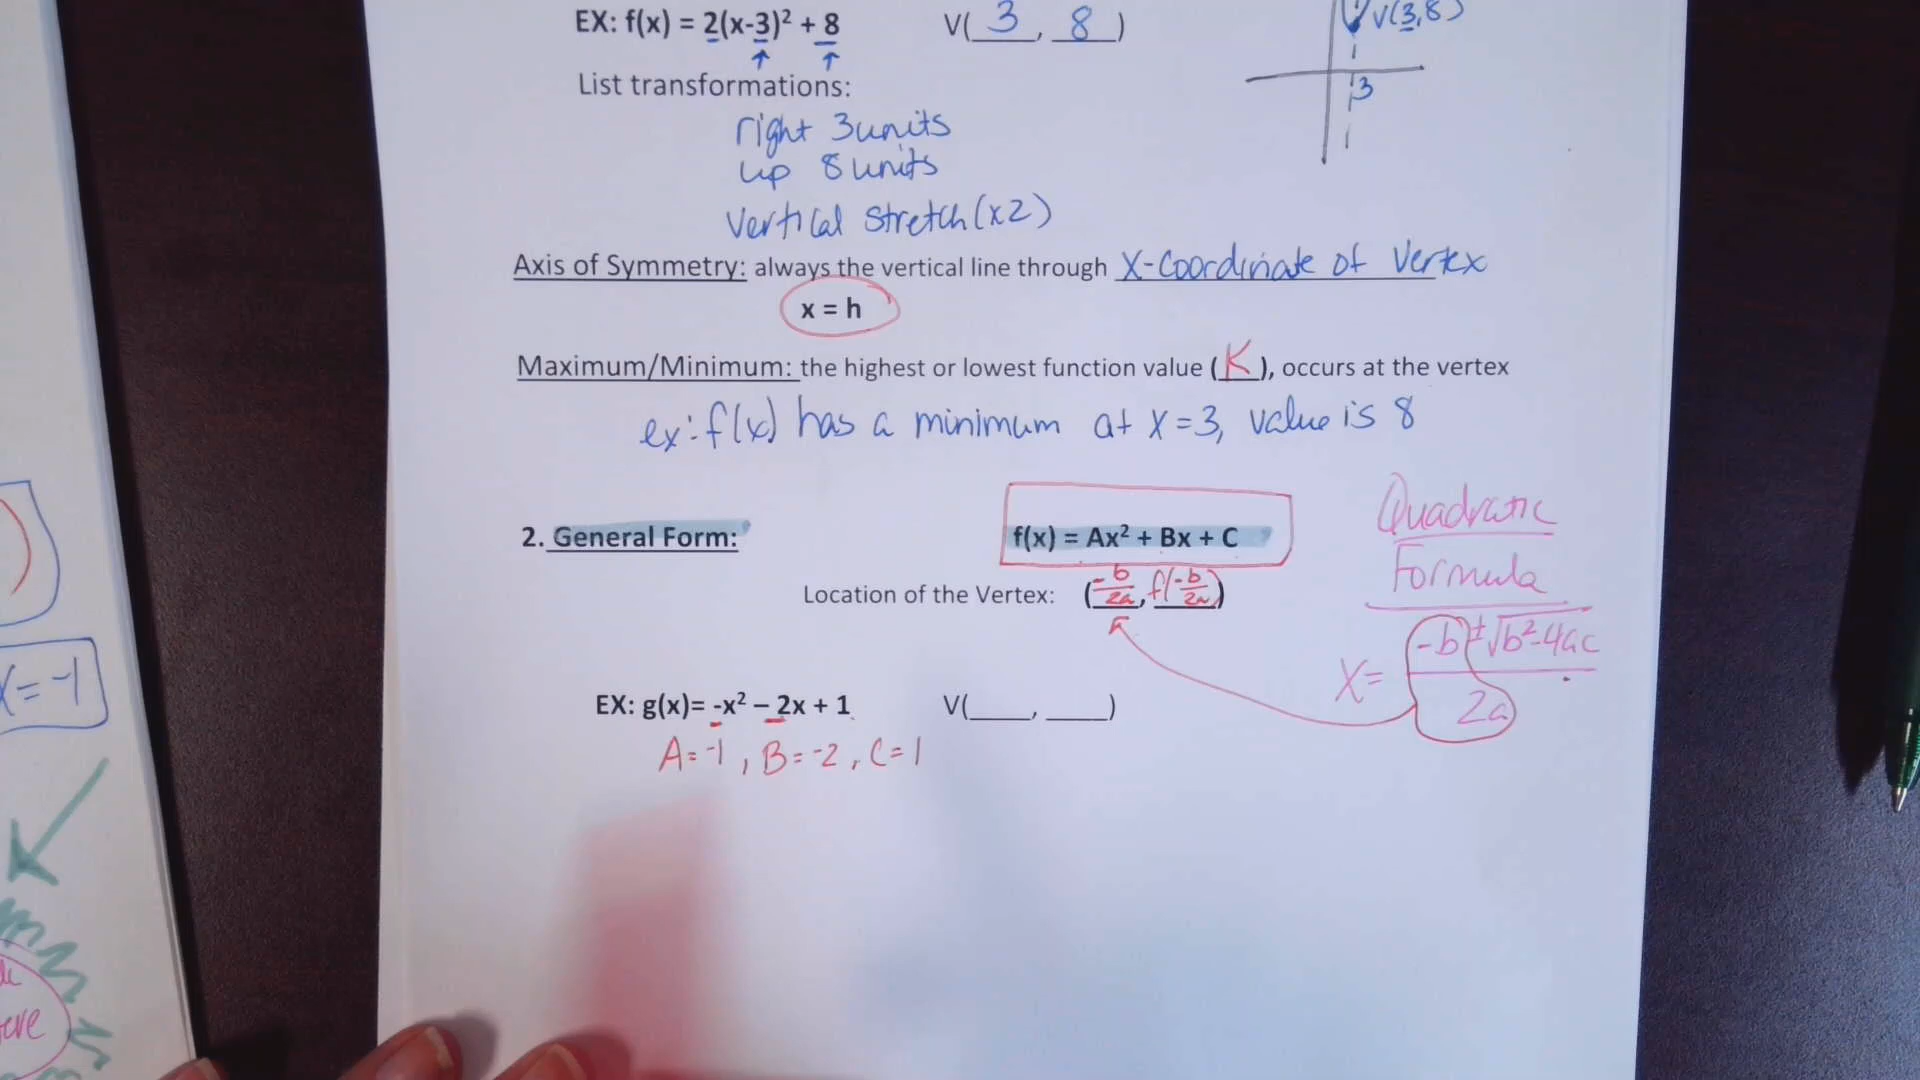 EX: f(x) = 2(x-3)² + 8
V( 3 , 8 )
V(3,8)
3
List transformations:
right 3 units
up 8 units
Vertical Stretch (x2)
Axis of Symmetry: always the vertical line through X-Coordinate of Vertex
x = h
Maximum/Minimum: the highest or lowest function value (K), occurs at the vertex
ex: f(x) has a minimum at x=3, value is 8
2. General Form:
f(x) = Ax² + Bx + C
Location of the Vertex: (-b/2a, f(-b/2a))
Quadratic
Formula
X= -b ± √b²-4ac / 2a
EX: g(x)= -x² – 2x + 1
V(____, ____)
A=-1, B=-2, C=1
X=-1